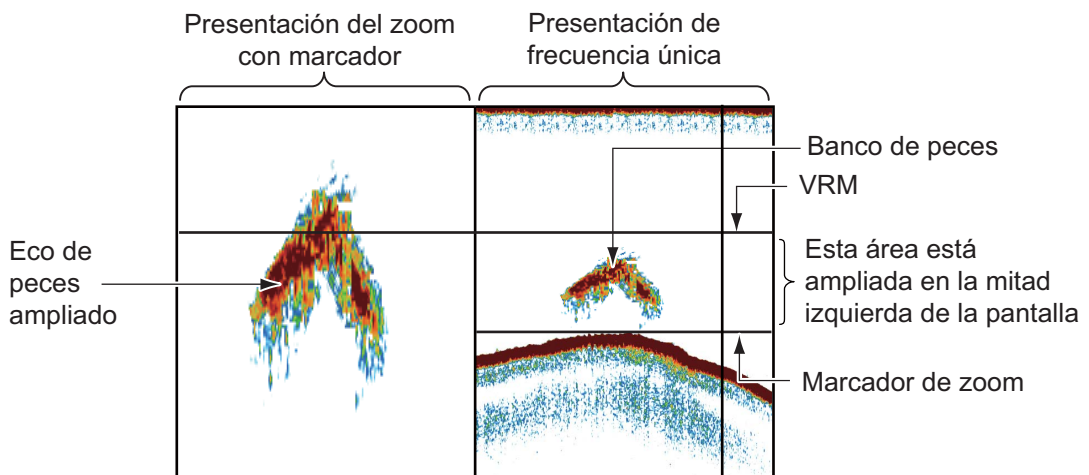 Presentación del zoom
con marcador
Presentación de
frecuencia única
Banco de peces
VRM
Eco de
peces
ampliado
Esta área está
ampliada en la mitad
izquierda de la pantalla
Marcador de zoom